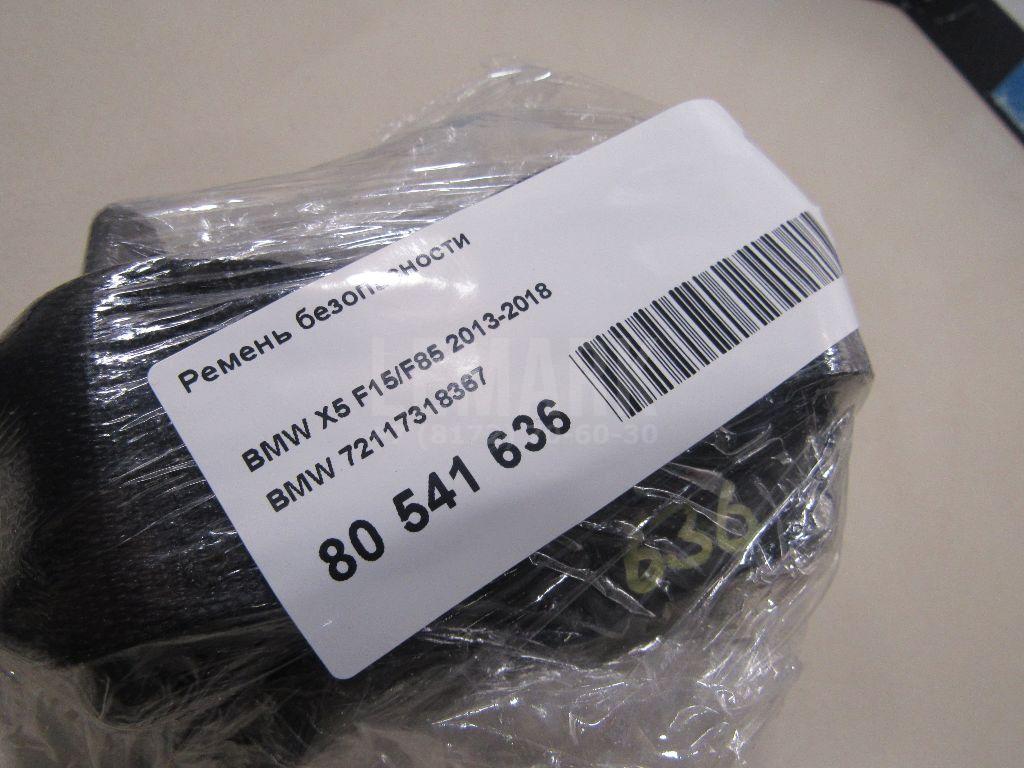 Ремень безопасности
BMW X5 F15/F85 2013-2018
BMW 72117318367
80 541 636
636